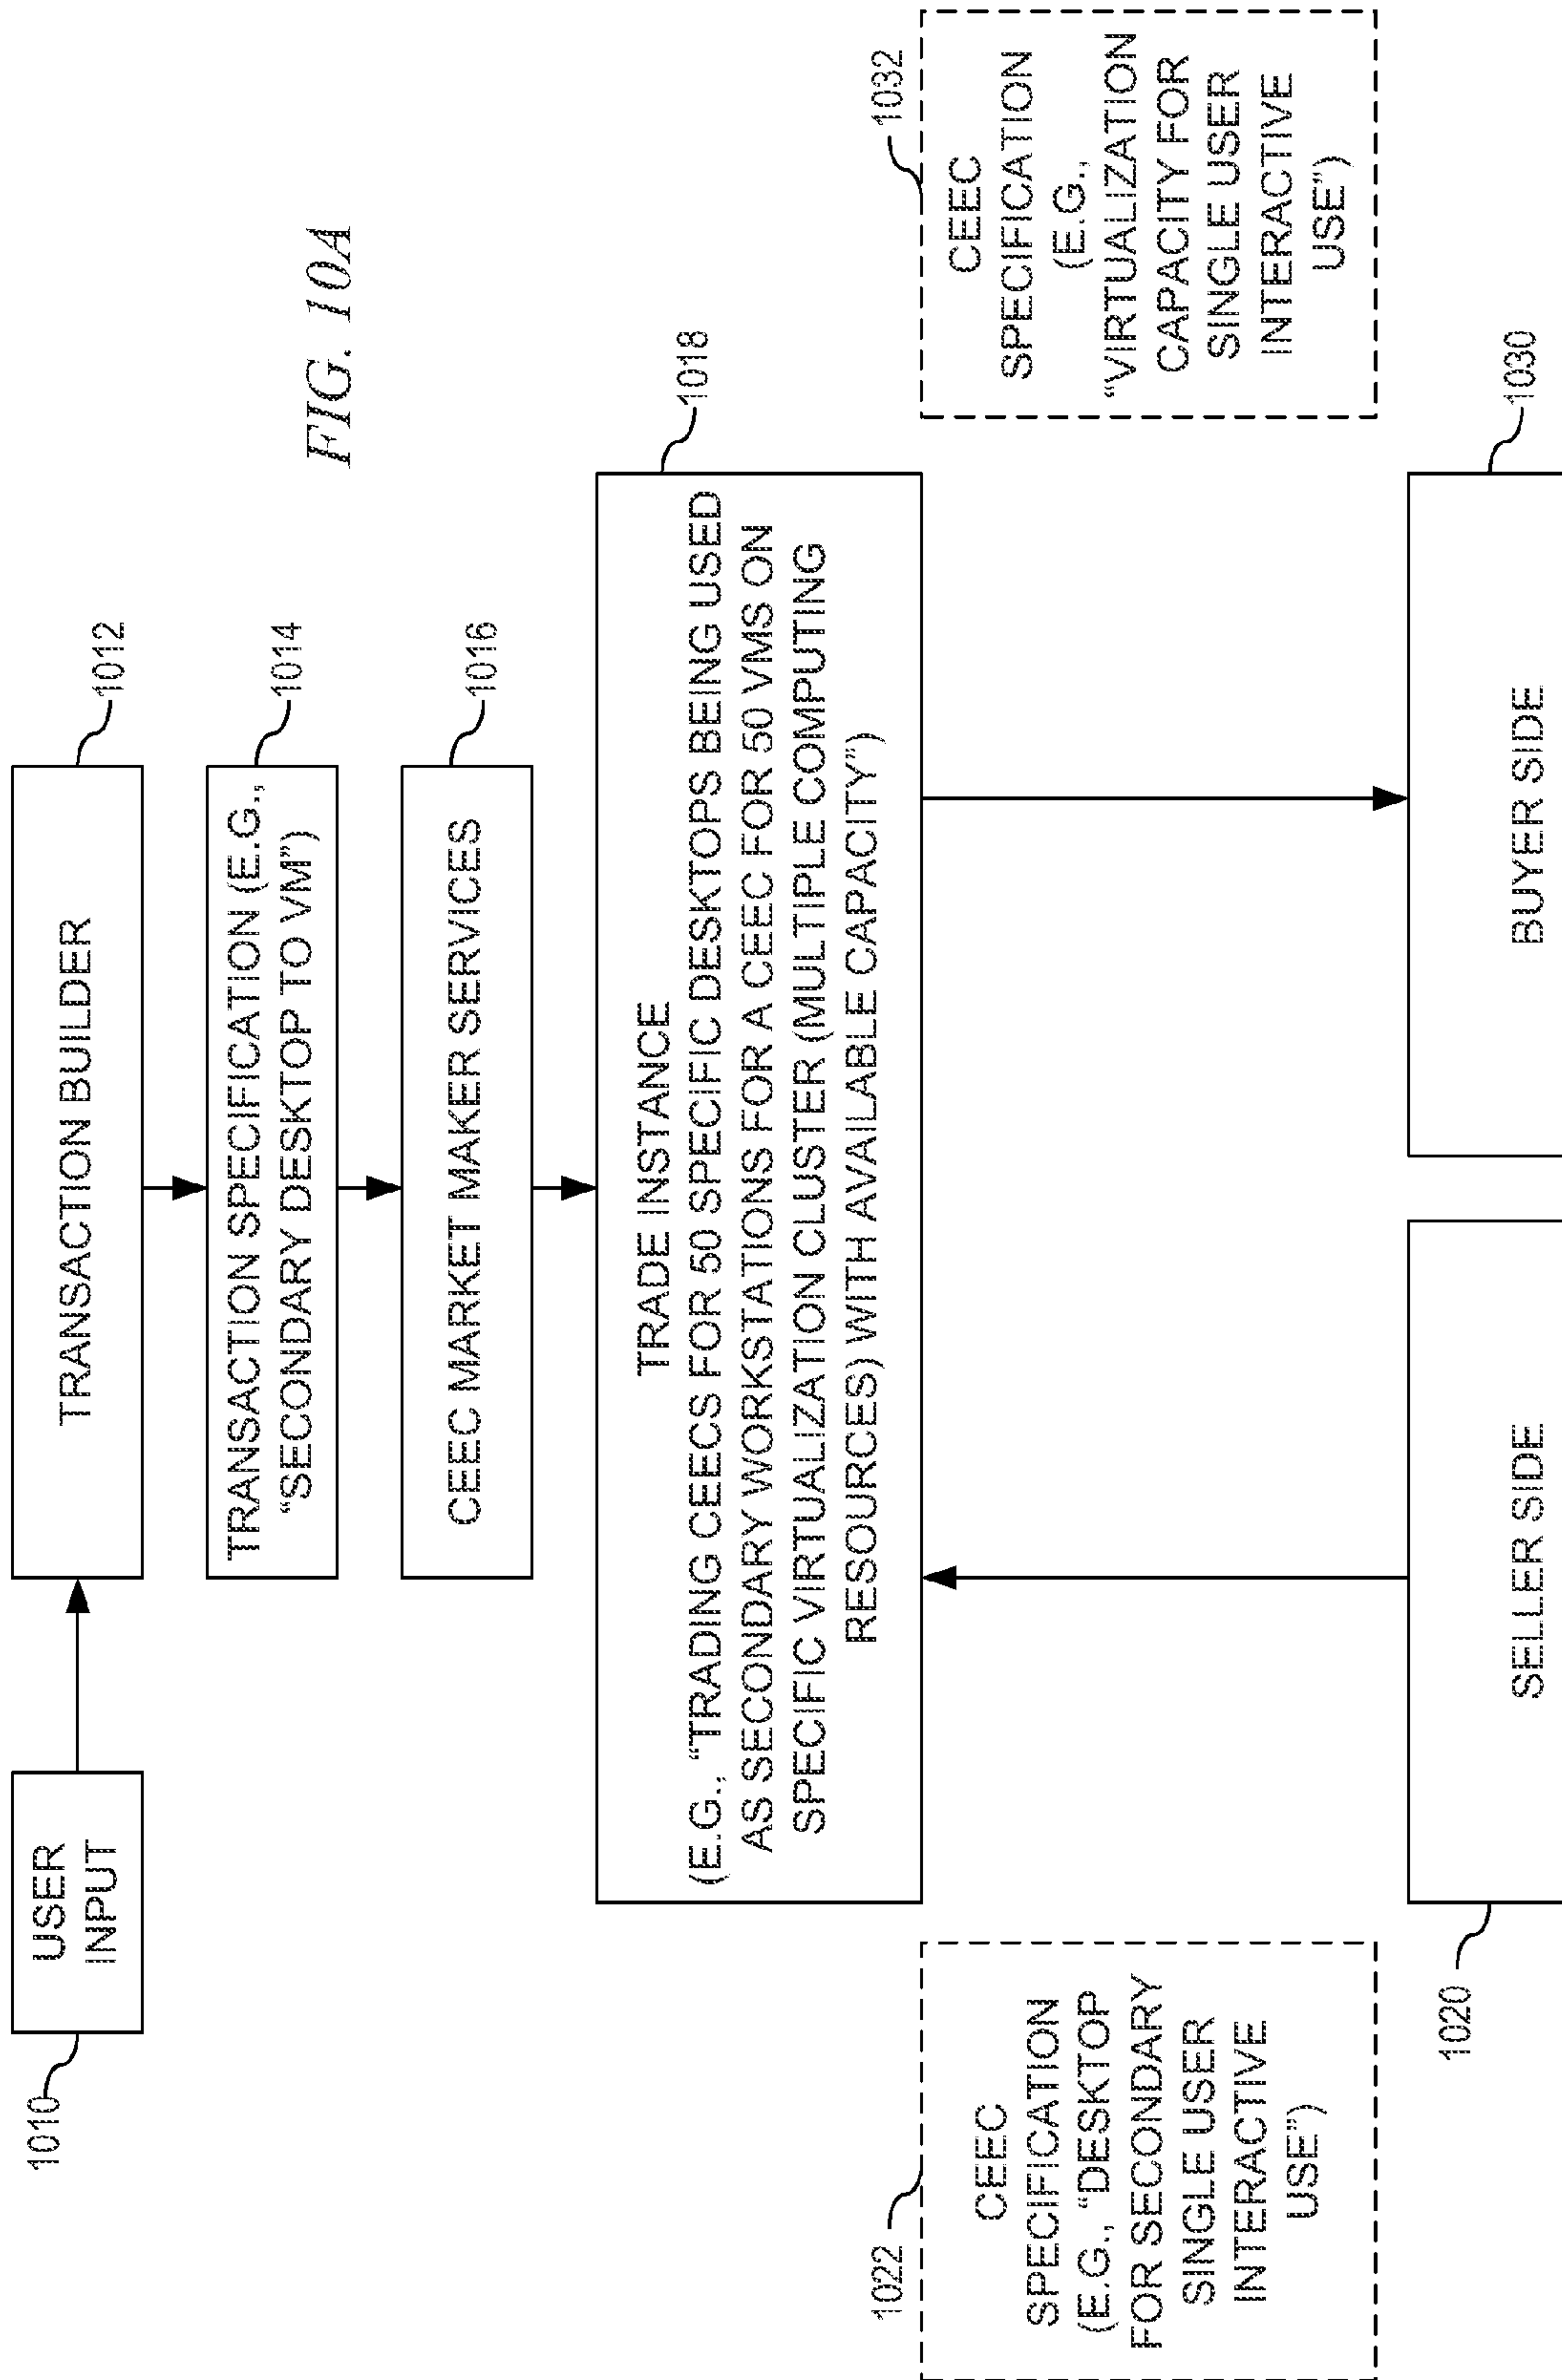 1010
USER
INPUT
TRANSACTION BUILDER
1012
TRANSACTION SPECIFICATION (E.G.,
“SECONDARY DESKTOP TO VM”)
1014
FIG. 10A
CEEC MARKET MAKER SERVICES
1016
TRADE INSTANCE
(E.G., “TRADING CEECS FOR 50 SPECIFIC DESKTOPS BEING USED
AS SECONDARY WORKSTATIONS FOR A CEEC FOR 50 VMS ON
SPECIFIC VIRTUALIZATION CLUSTER (MULTIPLE COMPUTING
RESOURCES) WITH AVAILABLE CAPACITY”)
1018
1022
CEEC
SPECIFICATION
(E.G., “DESKTOP
FOR SECONDARY
SINGLE USER
INTERACTIVE
USE”)
1032
CEEC
SPECIFICATION
(E.G.,
“VIRTUALIZATION
CAPACITY FOR
SINGLE USER
INTERACTIVE
USE”)
1020
SELLER SIDE
BUYER SIDE
1030